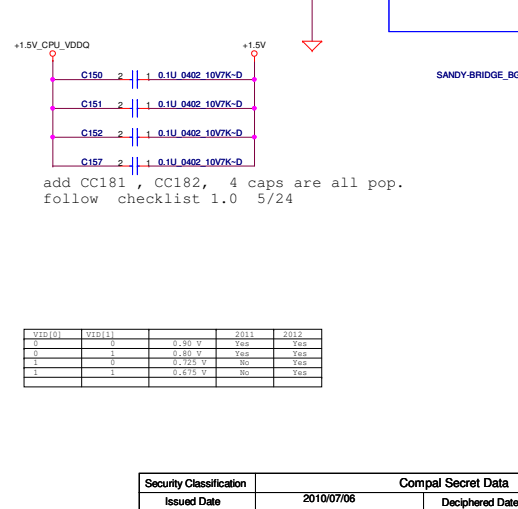 +1.5V_CPU_VDDQ +1.5V
SANDY-BRIDGE_BG
C150 2 1 0.1U_0402_10V7K~D
C151 2 1 0.1U_0402_10V7K~D
C152 2 1 0.1U_0402_10V7K~D
C157 2 1 0.1U_0402_10V7K~D
add CC181 , CC182, 4 caps are all pop.
follow checklist 1.0 5/24
VID[0] VID[1] 2011 2012
0 0 0.90 V Yes Yes
0 1 0.80 V Yes Yes
1 0 0.725 V No Yes
1 1 0.675 V No Yes
Security Classification Compal Secret Data
Issued Date 2010/07/06 Deciphered Date